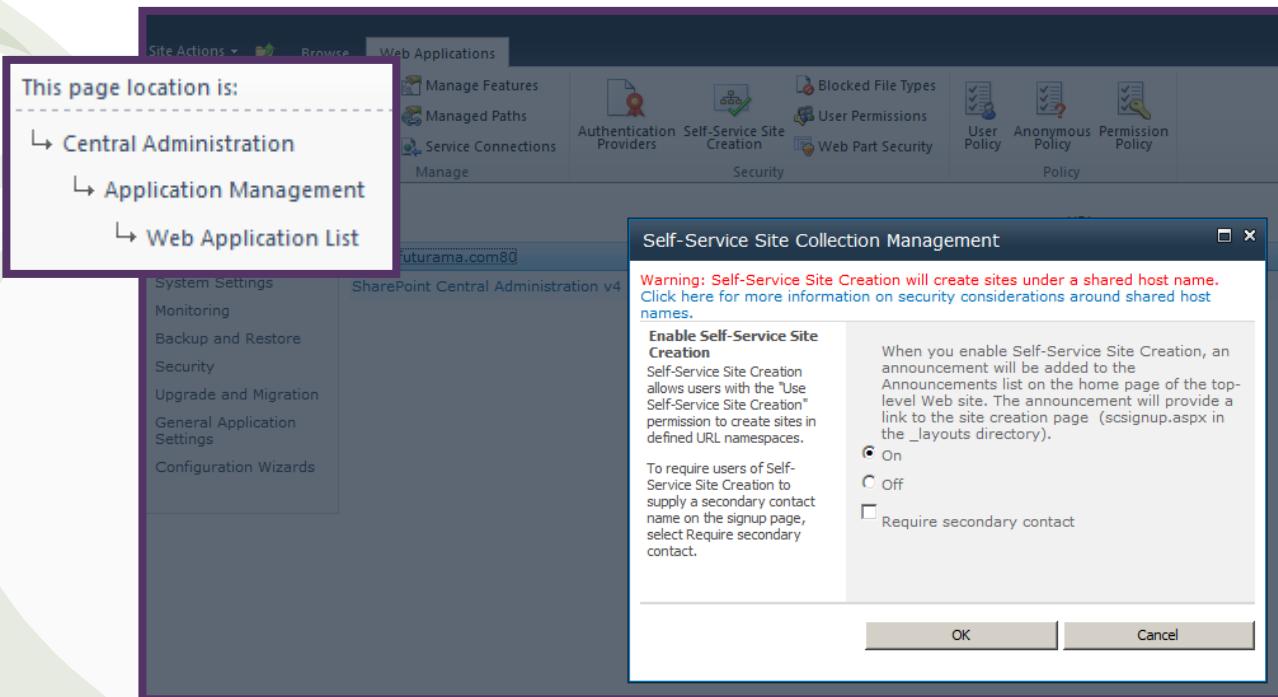 Site Actions Browse Web Applications
This page location is:
Central Administration
Application Management
Web Application List
Manage Features
Managed Paths
Service Connections
Manage
Authentication Providers
Self-Service Site Creation
Blocked File Types
User Permissions
Web Part Security
Security
User Policy
Anonymous Policy
Permission Policy
Policy
futurama.com80
SharePoint Central Administration v4
System Settings
Monitoring
Backup and Restore
Security
Upgrade and Migration
General Application
Settings
Configuration Wizards
Self-Service Site Collection Management
Warning: Self-Service Site Creation will create sites under a shared host name.
Click here for more information on security considerations around shared host
names.
Enable Self-Service Site
Creation
Self-Service Site Creation
allows users with the "Use
Self-Service Site Creation"
permission to create sites in
defined URL namespaces.
To require users of Self-
Service Site Creation to
supply a secondary contact
name on the signup page,
select Require secondary
contact.
When you enable Self-Service Site Creation, an
announcement will be added to the
Announcements list on the home page of the top-
level Web site. The announcement will provide a
link to the site creation page (scsignup.aspx in
the _layouts directory).
On
Off
Require secondary contact
OK
Cancel